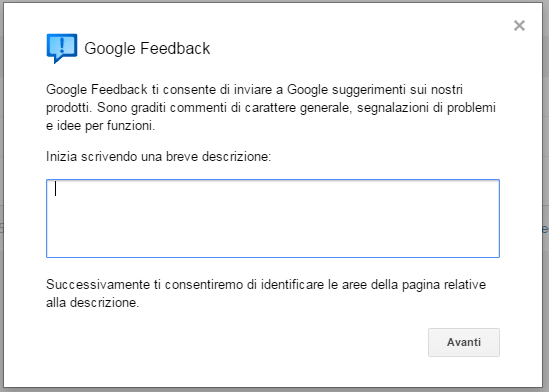 Google Feedback
Google Feedback ti consente di inviare a Google suggerimenti sui nostri
prodotti. Sono graditi commenti di carattere generale, segnalazioni di problemi
e idee per funzioni.
Inizia scrivendo una breve descrizione:
Successivamente ti consentiremo di identificare le aree della pagina relative
alla descrizione.
Avanti